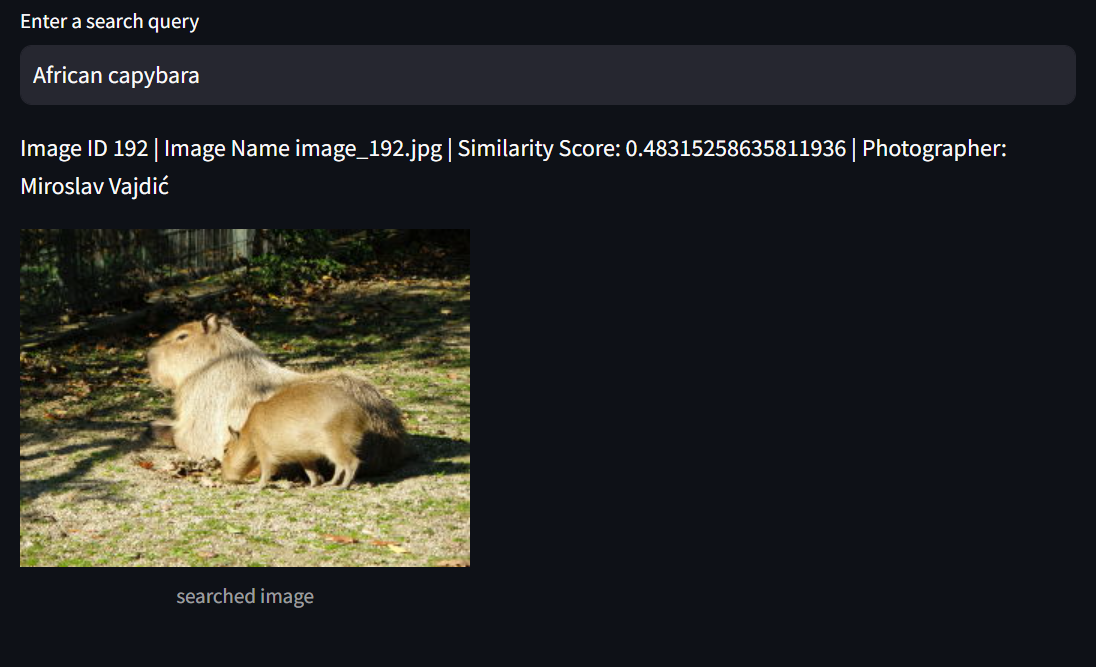 Enter a search query
African capybara
Image ID 192 | Image Name image_192.jpg | Similarity Score: 0.48315258635811936 | Photographer:
Miroslav Vajdić
searched image